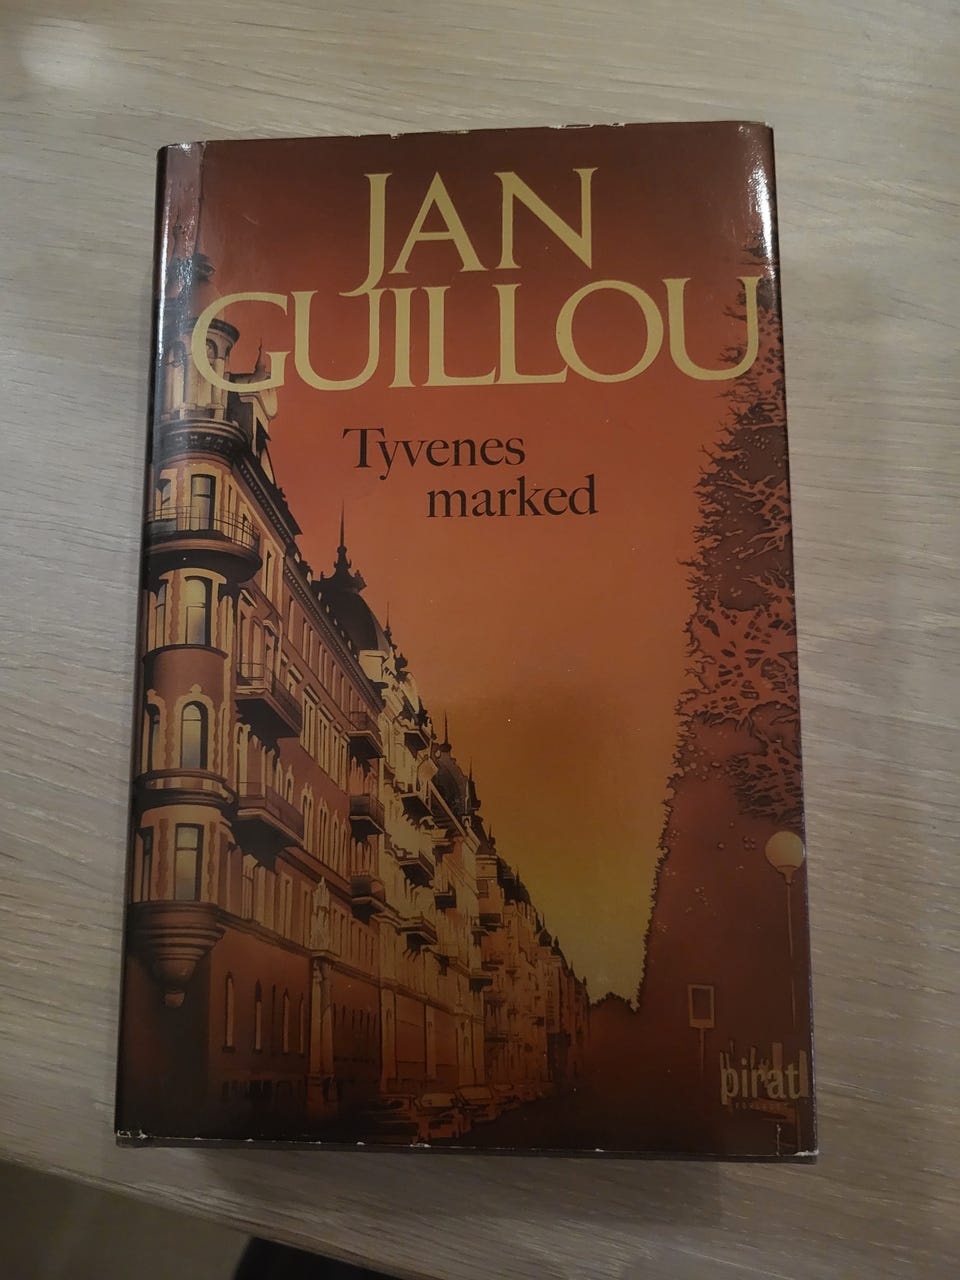 JAN
GUILLOU
Tyvenes
marked
pirat